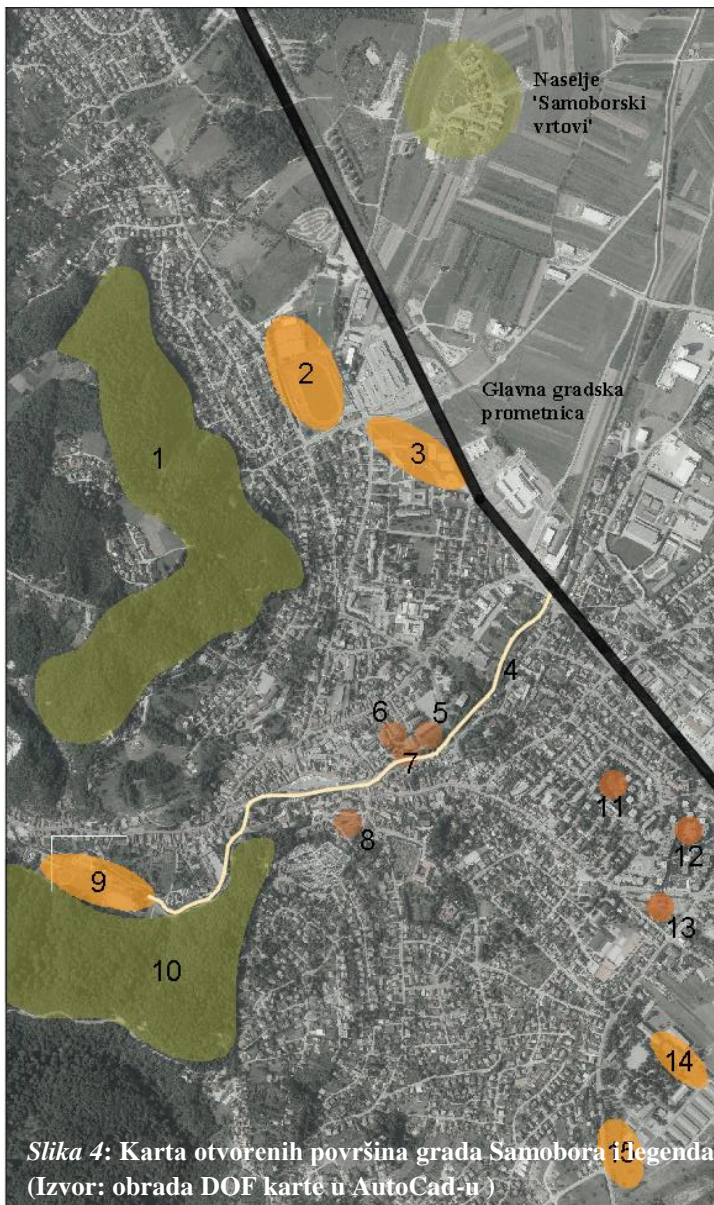 Naselje
'Samoborski
vrtovi'
2
Glavna gradska
prometnica
1
3
4
6
5
7
11
8
12
9
13
10
14
15
Slika 4: Karta otvorenih površina grada Samobora i legenda
(Izvor: obrada DOF karte u AutoCad-u )